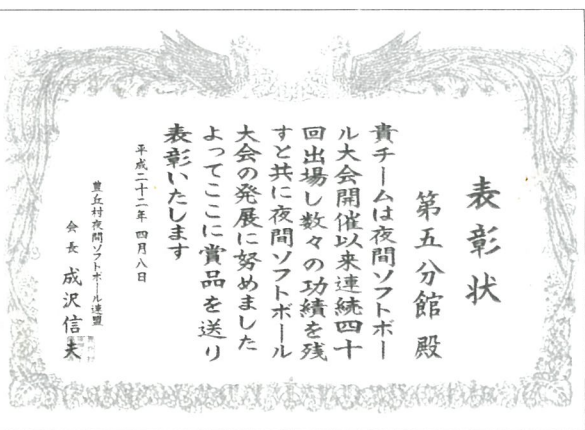 表彰状
第五分館 殿
貴チームは夜間ソフトボー
ル大会開催以来連続四十
回出場し数々の功績を残
すと共に夜間ソフトボール
大会の発展に努めました
よってここに賞品を送り
表彰いたします
平成二十二年 四月八日
豊丘村夜間ソフトボール連盟
会長 成沢信夫